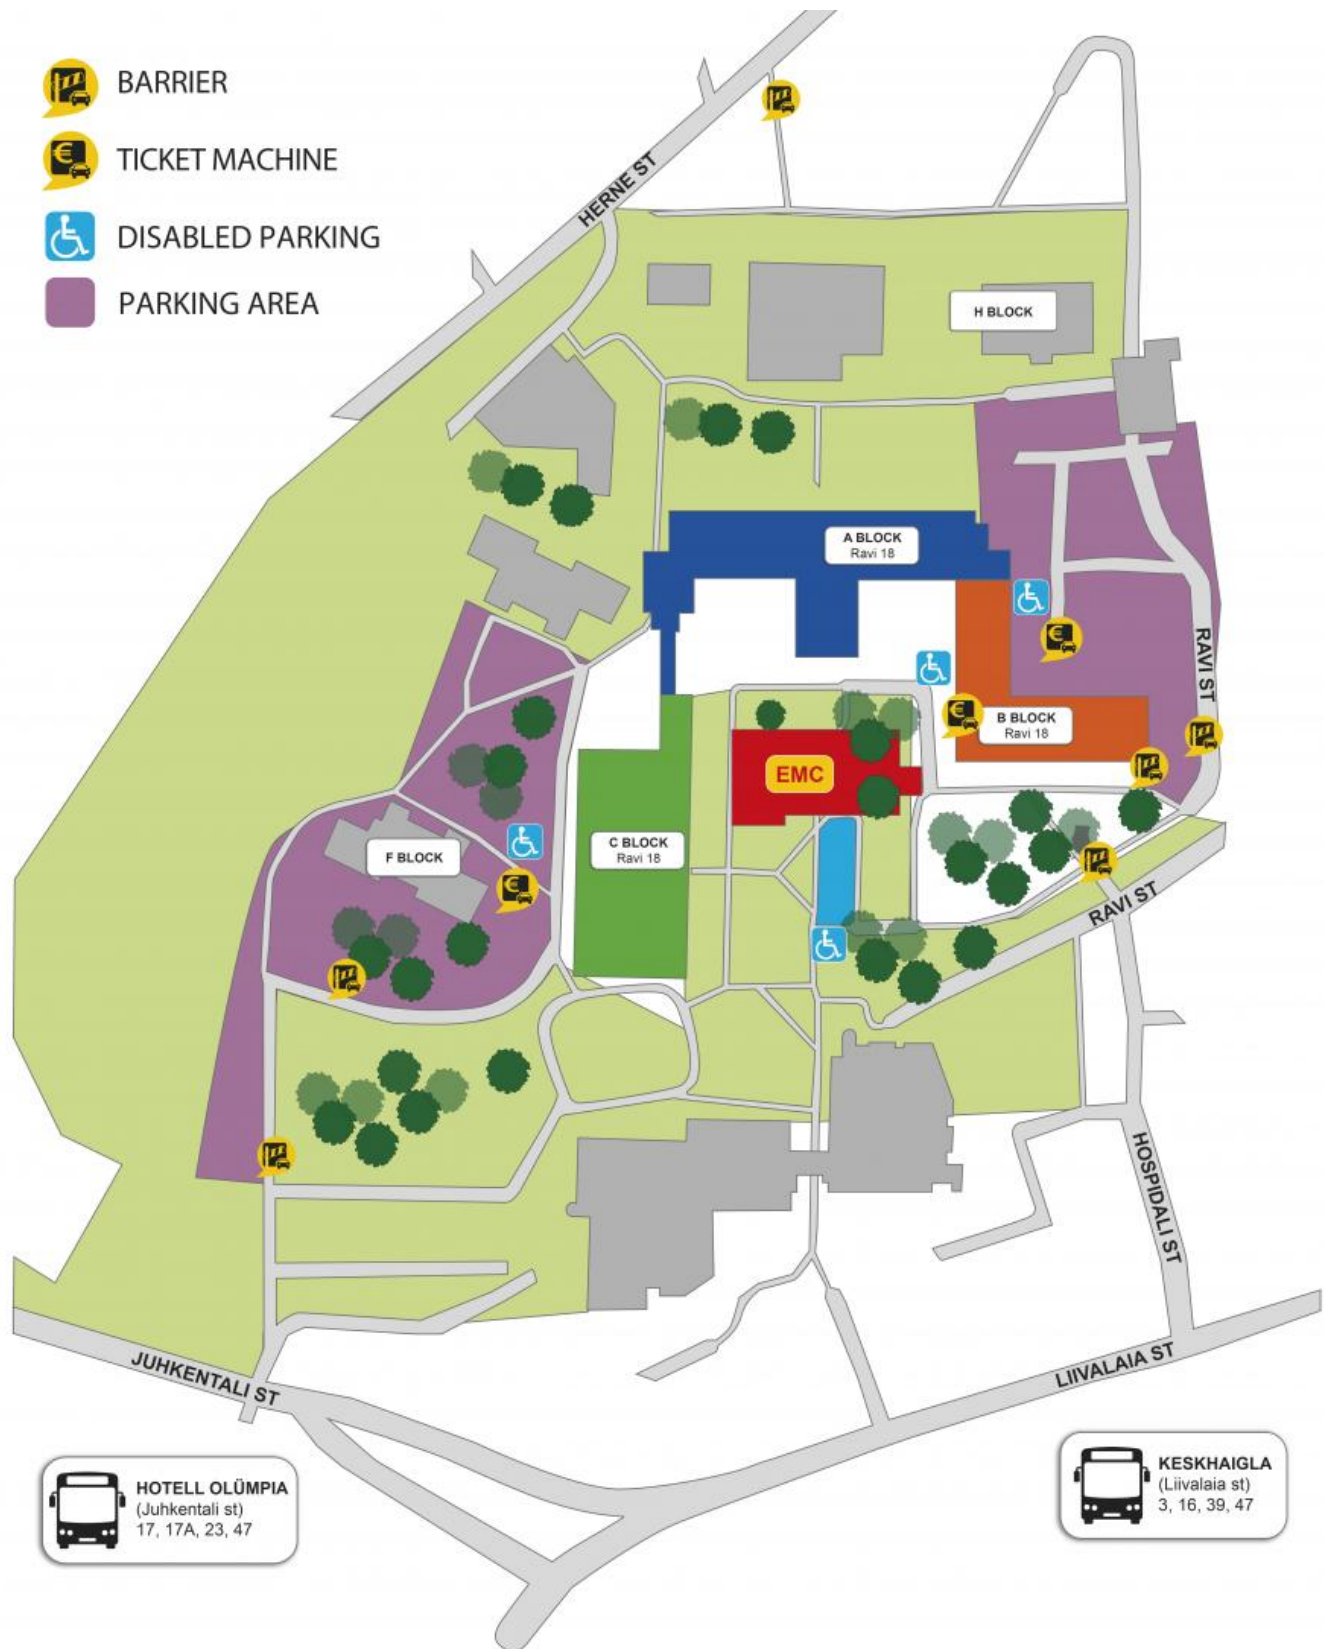 BARRIER
TICKET MACHINE
DISABLED PARKING
PARKING AREA
HERNE ST
H BLOCK
A BLOCK
Ravi 18
RAVI ST
B BLOCK
Ravi 18
EMC
C BLOCK
Ravi 18
F BLOCK
RAVI ST
HOSPIDALI ST
JUHKENTALI ST
LIIVALAIA ST
HOTELL OLÜMPIA
(Juhkentali st)
17, 17A, 23, 47
KESKHAIGLA
(Liivalaia st)
3, 16, 39, 47